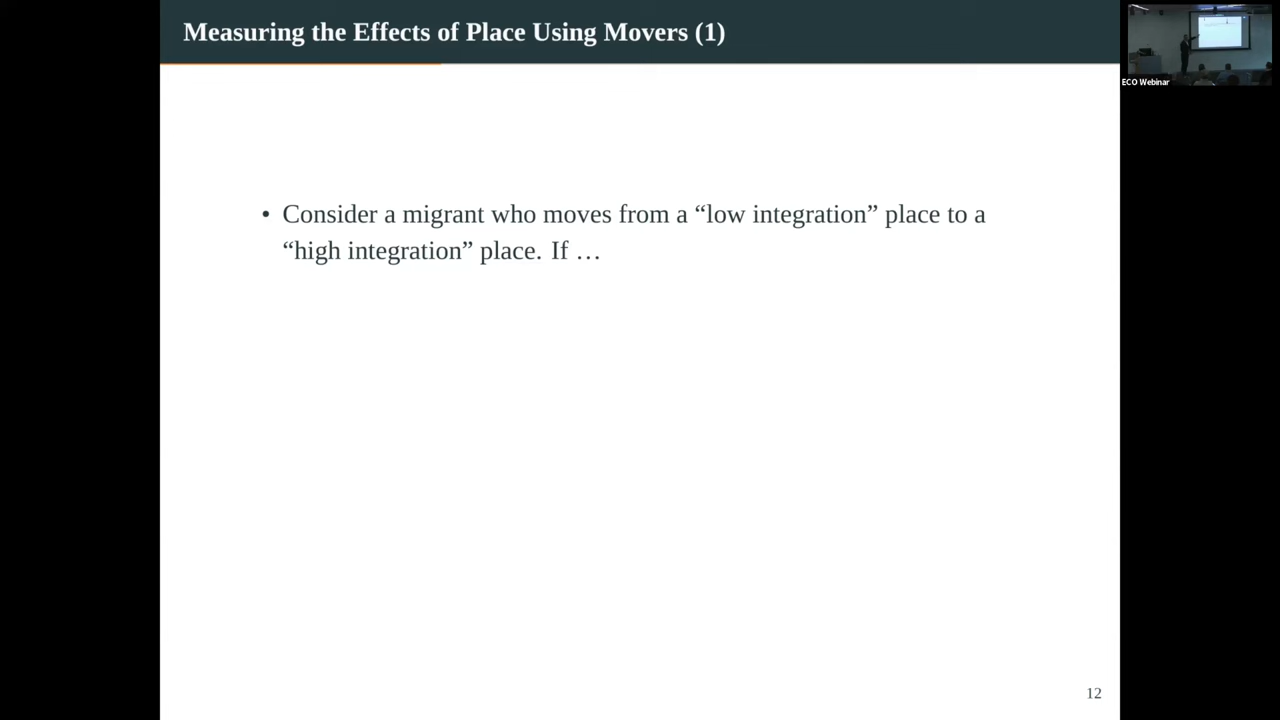 Measuring the Effects of Place Using Movers (1)
ECO Webinar
• Consider a migrant who moves from a “low integration” place to a
“high integration” place. If …
12